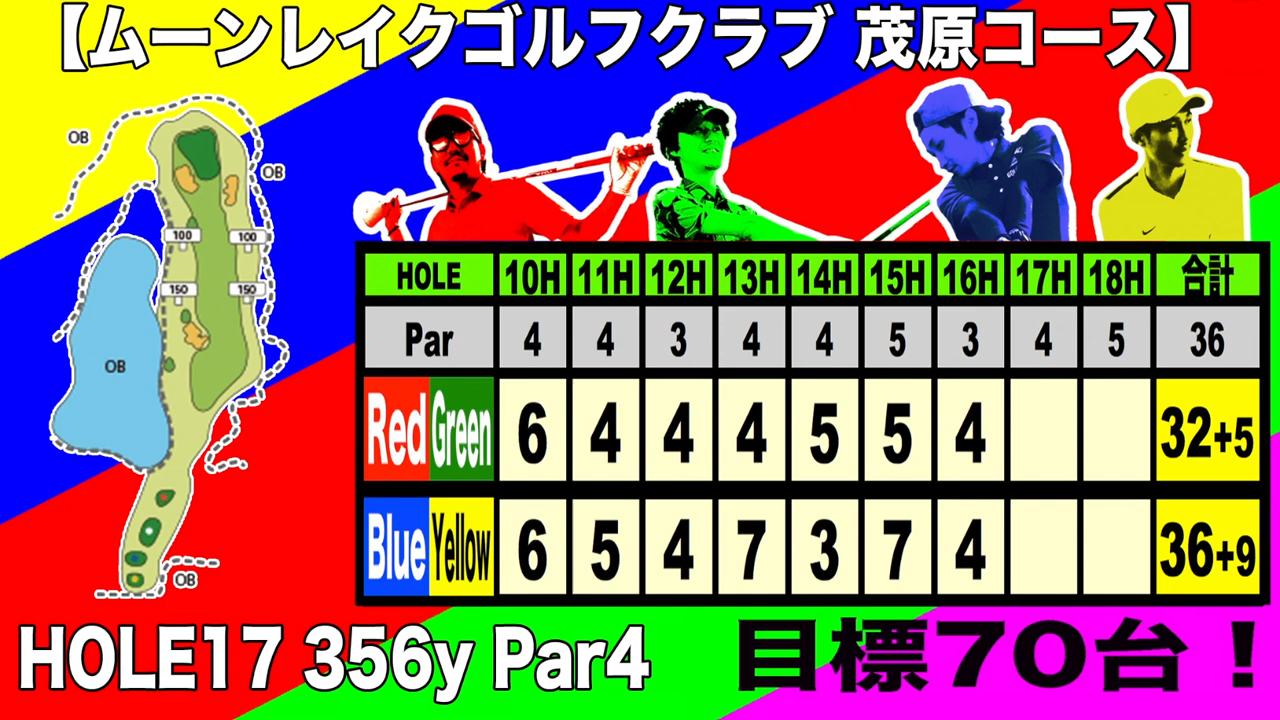 【ムーンレイクゴルフクラブ 茂原コース】
OB
OB
100 100
150 150
OB
OB
HOLE 10H 11H 12H 13H 14H 15H 16H 17H 18H 合計
Par 4 4 3 4 4 5 3 4 5 36
Red Green 6 4 4 4 5 5 4 32+5
Blue Yellow 6 5 4 7 3 7 4 36+9
HOLE17 356y Par4
目標70台！